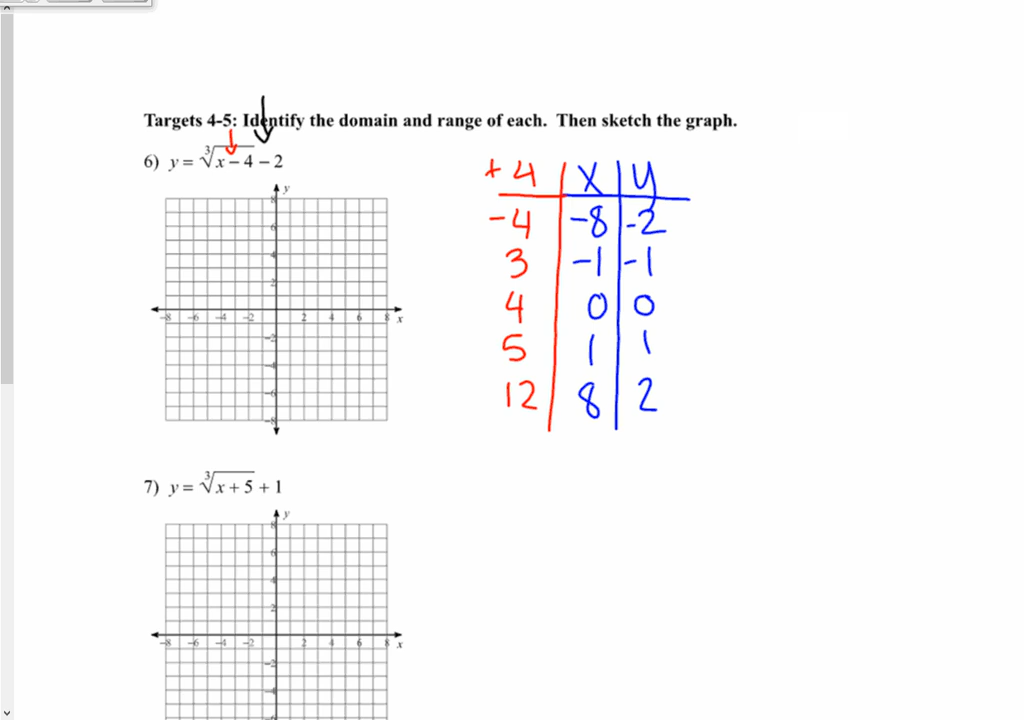 Targets 4-5: Identify the domain and range of each. Then sketch the graph.
6) y = ∛(x − 4) − 2
y
8
6
4
2
-8 -6 -4 -2 2 4 6 8 x
-2
-4
-6
-8
+4 | x | y
-4 | -8 | -2
3 | -1 | -1
4 | 0 | 0
5 | 1 | 1
12 | 8 | 2
7) y = ∛(x + 5) + 1
y
8
6
4
2
-8 -6 -4 -2 2 4 6 8 x
-2
-4